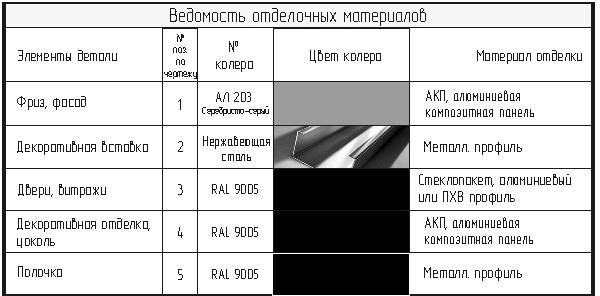 Ведомость отделочных материалов
Элементы детали
№
поз.
по
чертежу
№
колера
Цвет колера
Материал отделки
Фриз, фасад
1
А/1 203
Серебристо-серый
АКП, алюминиевая
композитная панель
Декоративная вставка
2
Нержавеющая
сталь
Металл. профиль
Двери, витражи
3
RAL 9005
Стеклопакет, алюминиевый
или ПХВ профиль
Декоративная отделка,
цоколь
4
RAL 9005
АКП, алюминиевая
композитная панель
Полочка
5
RAL 9005
Металл. профиль